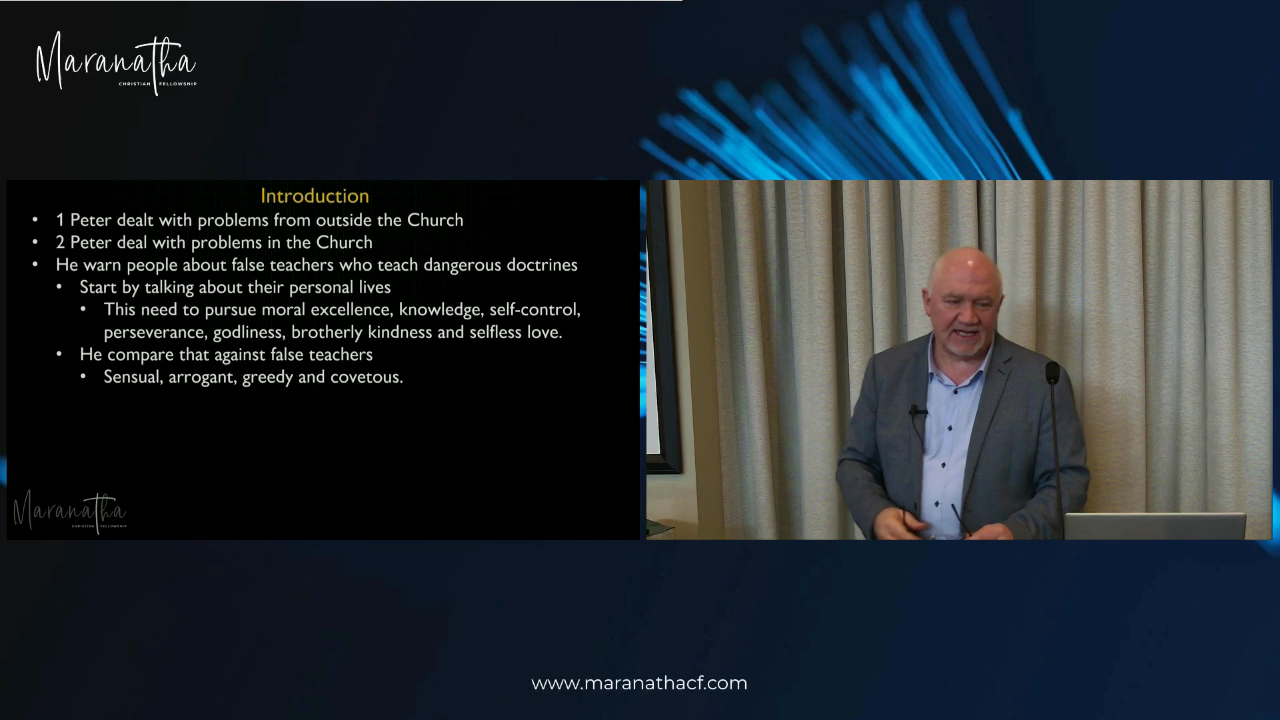 Maranatha
CHRISTIAN FELLOWSHIP
Introduction
• 1 Peter dealt with problems from outside the Church
• 2 Peter deal with problems in the Church
• He warn people about false teachers who teach dangerous doctrines
• Start by talking about their personal lives
• This need to pursue moral excellence, knowledge, self-control,
perseverance, godliness, brotherly kindness and selfless love.
• He compare that against false teachers
• Sensual, arrogant, greedy and covetous.
Maranatha
CHRISTIAN FELLOWSHIP
www.maranathacf.com